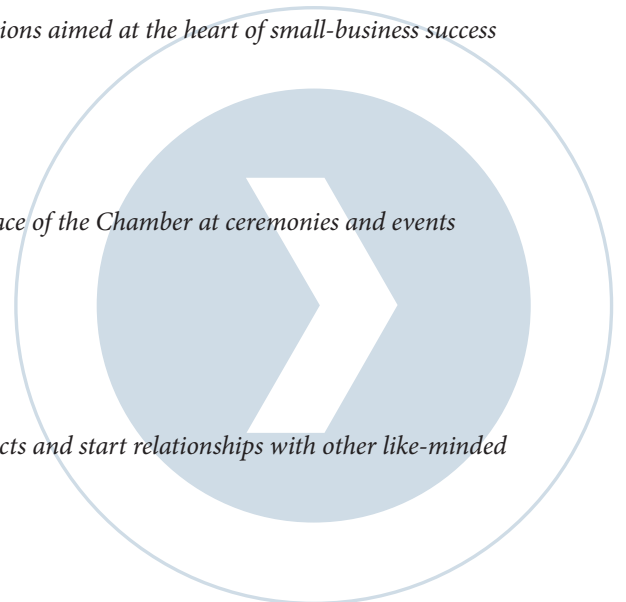 ions aimed at the heart of small-business success
ace of the Chamber at ceremonies and events
cts and start relationships with other like-minded